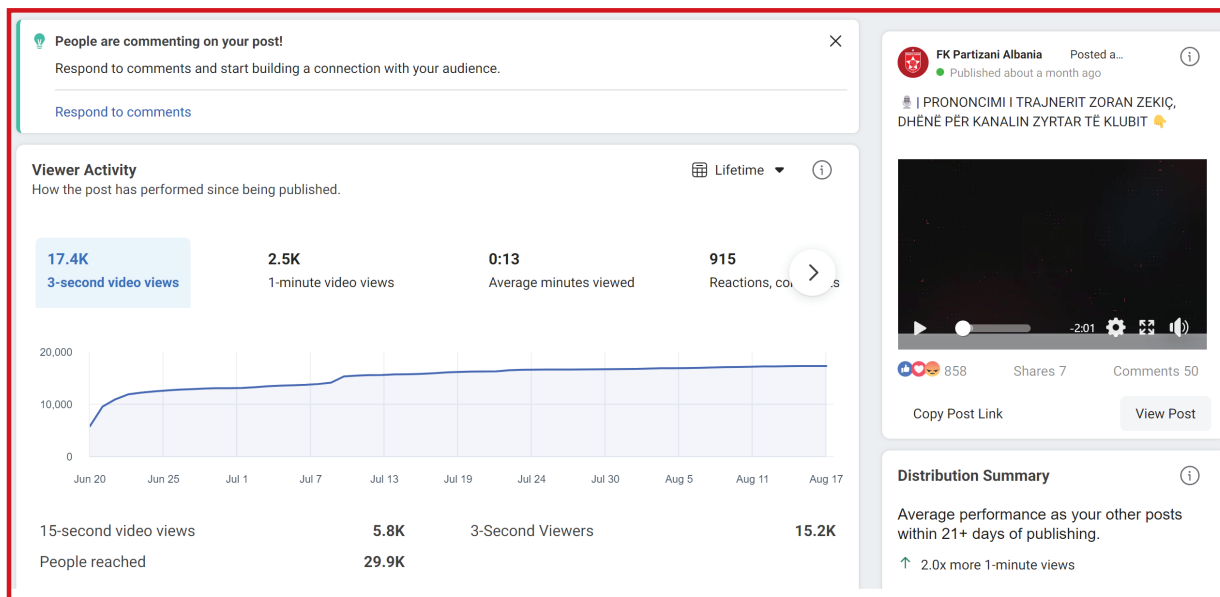 People are commenting on your post!
Respond to comments and start building a connection with your audience.
Respond to comments
Viewer Activity
How the post has performed since being published.
Lifetime
17.4K
3-second video views
2.5K
1-minute video views
0:13
Average minutes viewed
915
Reactions,
20,000
10,000
0
Jun 20 Jun 25 Jul 1 Jul 7 Jul 13 Jul 19 Jul 24 Jul 30 Aug 5 Aug 11 Aug 17
15-second video views 5.8K
3-Second Viewers 15.2K
People reached 29.9K
FK Partizani Albania Posted a...
Published about a month ago
🎙 | PRONONCIMI I TRAJNERIT ZORAN ZEKIÇ,
DHËNË PËR KANALIN ZYRTAR TË KLUBIT 👇
-2:01
858 Shares 7 Comments 50
Copy Post Link View Post
Distribution Summary
Average performance as your other posts
within 21+ days of publishing.
↑ 2.0x more 1-minute views